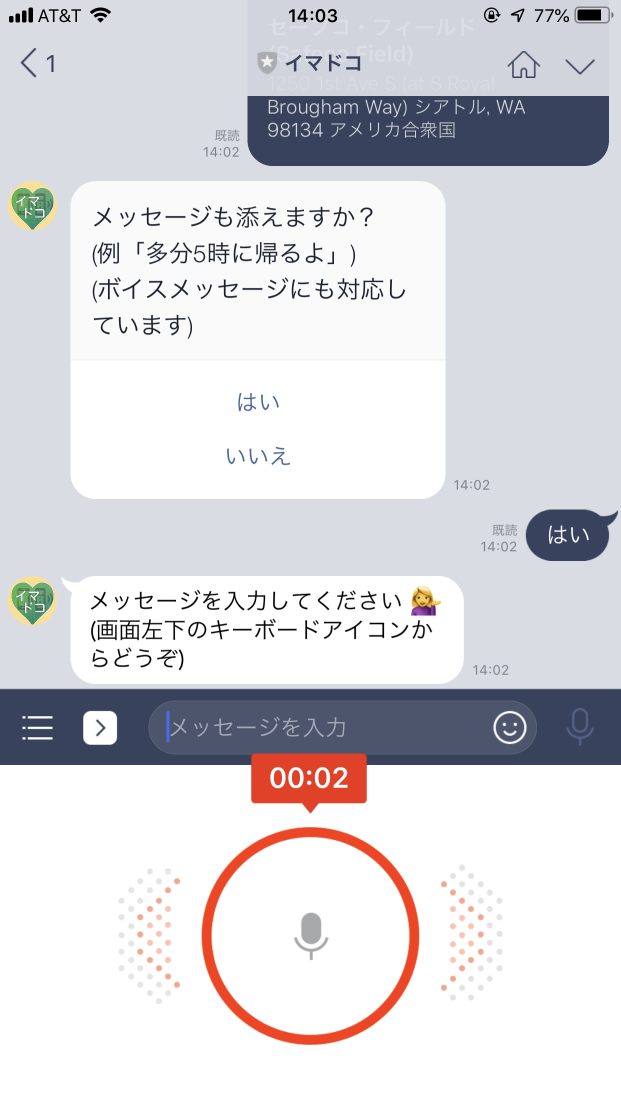 AT&T 14:03 77%
セーフコ・フィールド
1 イマドコ
(Safeco Field)
1250 1st Ave S (at S Royal
Brougham Way) シアトル, WA
98134 アメリカ合衆国
既読
14:02
イマ
ドコ
メッセージも添えますか？
(例「多分5時に帰るよ」)
(ボイスメッセージにも対応し
ています)
はい
いいえ
14:02
既読
14:02
はい
イマ
ドコ
メッセージを入力してください
(画面左下のキーボードアイコンか
らどうぞ)
14:02
メッセージを入力
00:02